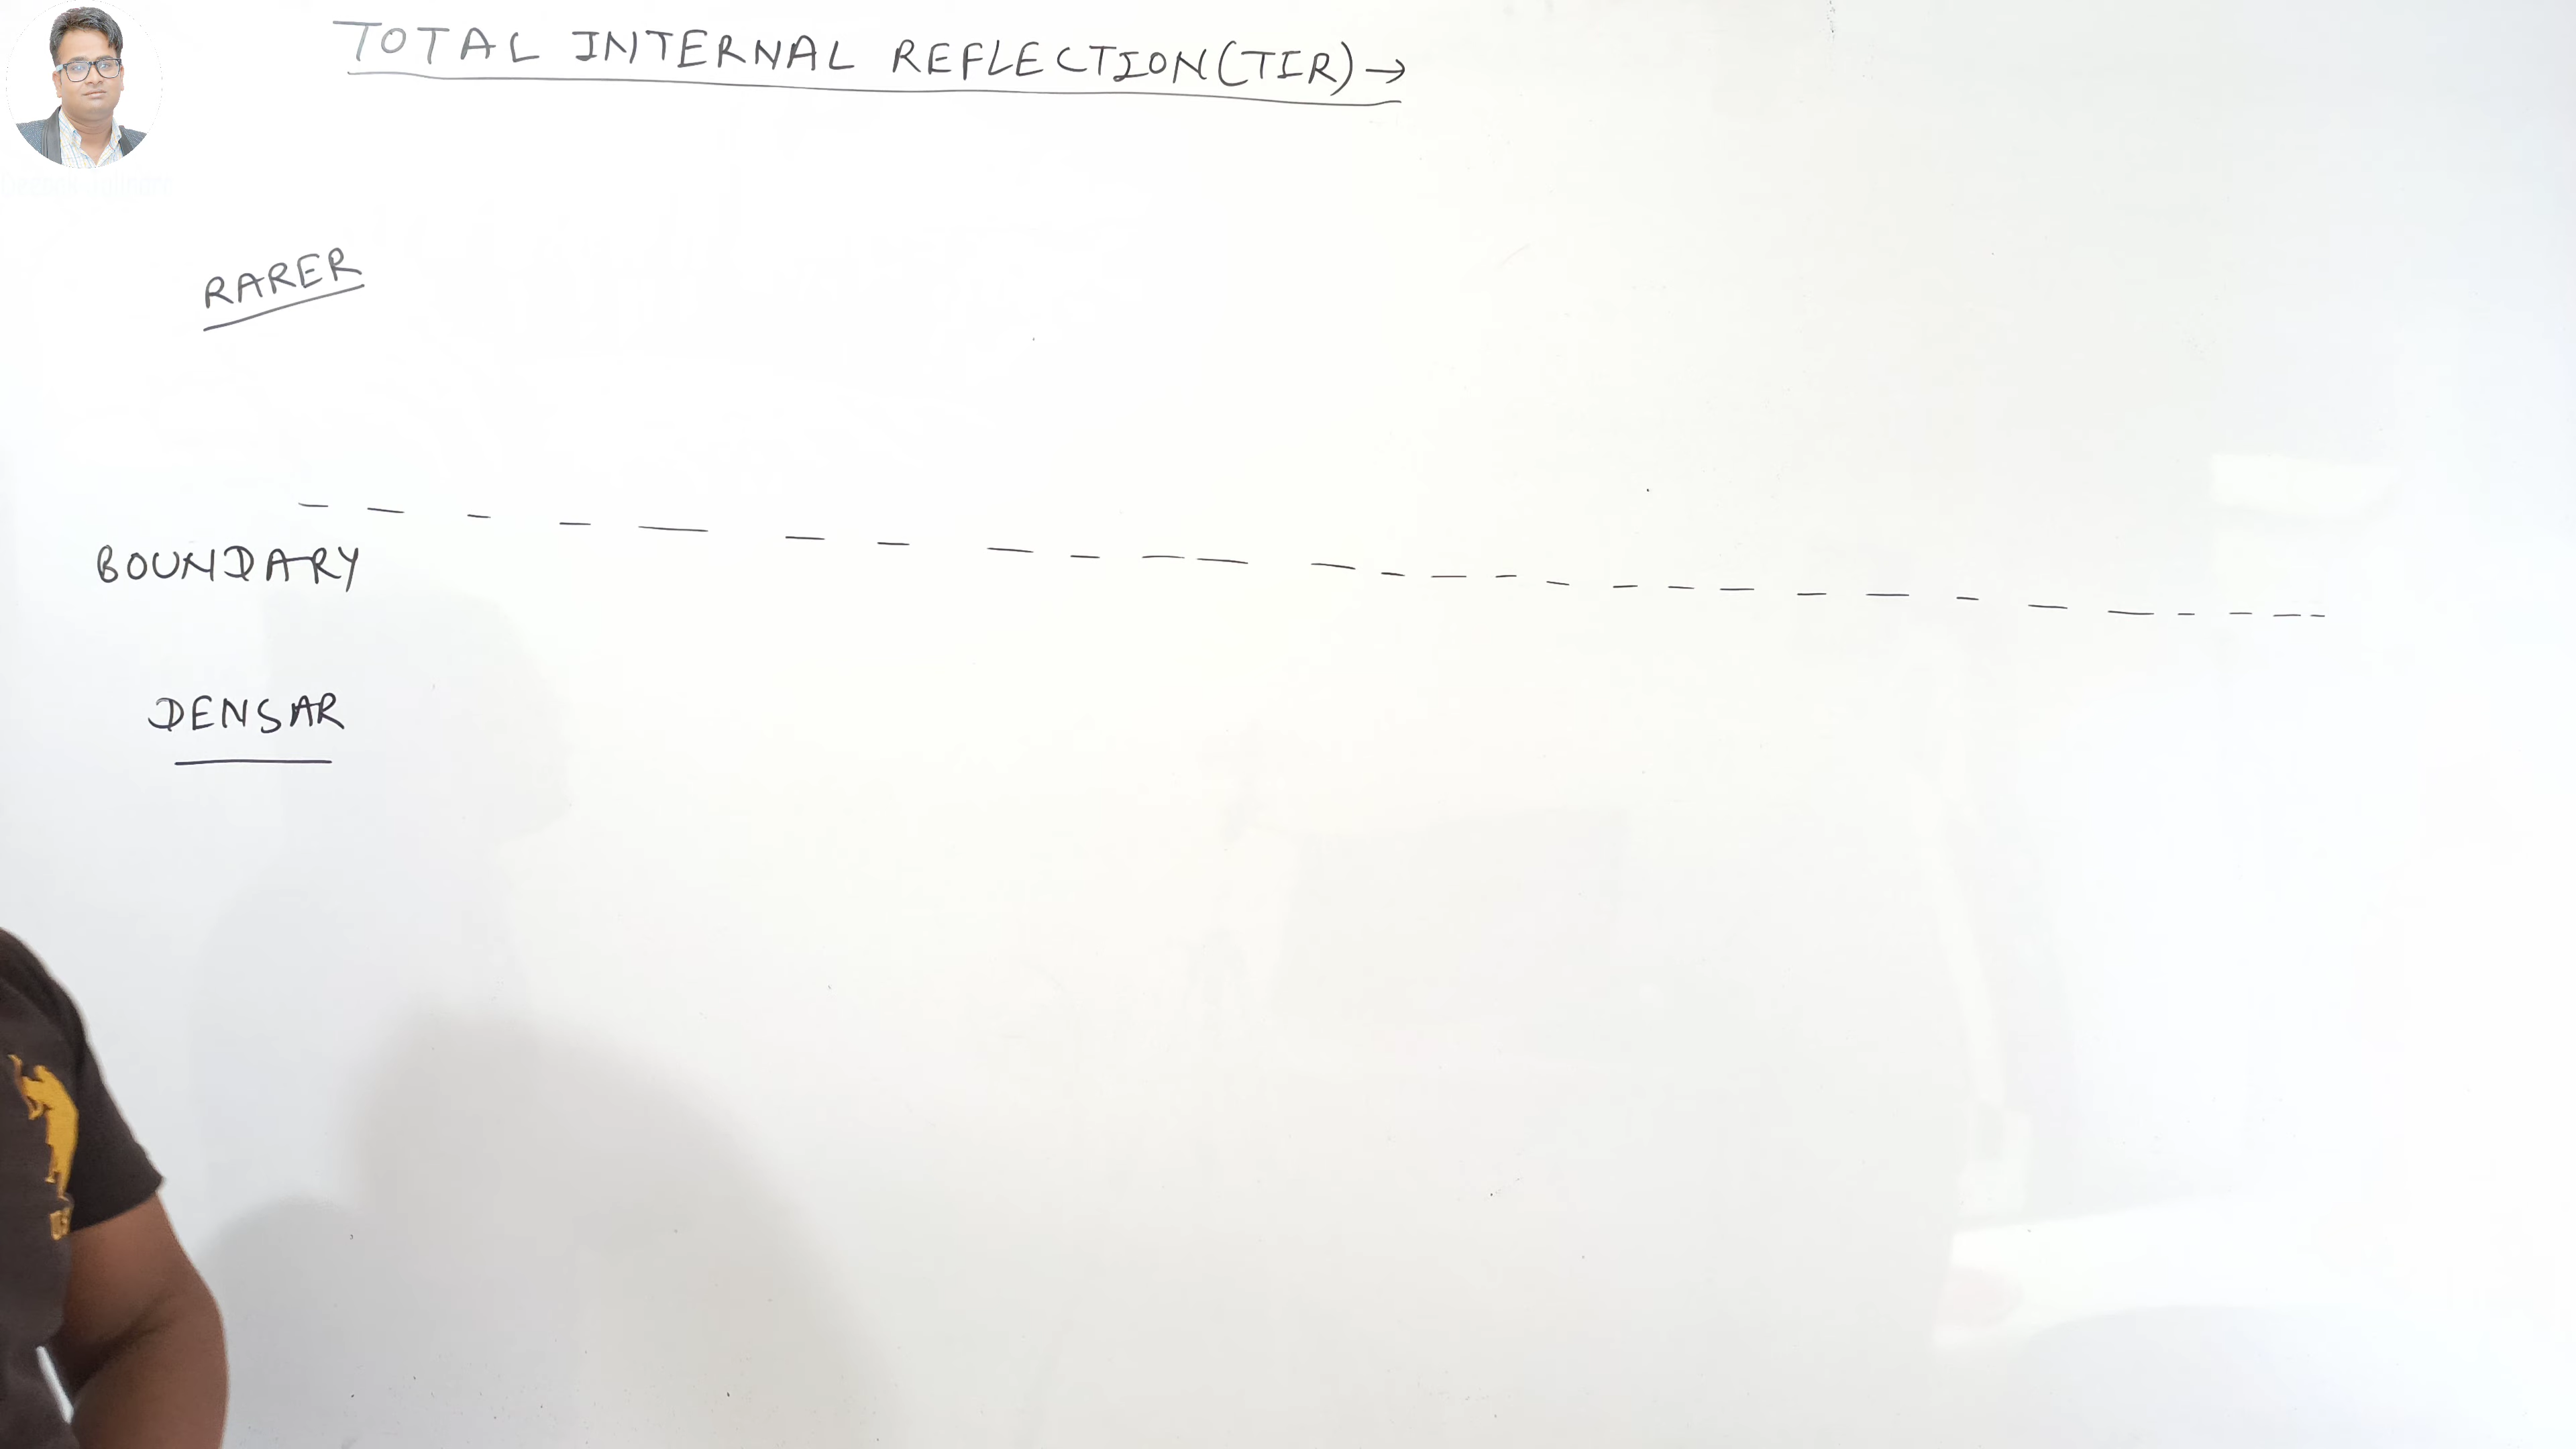 TOTAL INTERNAL REFLECTION(TIR)→
RARER
BOUNDARY
DENSAR